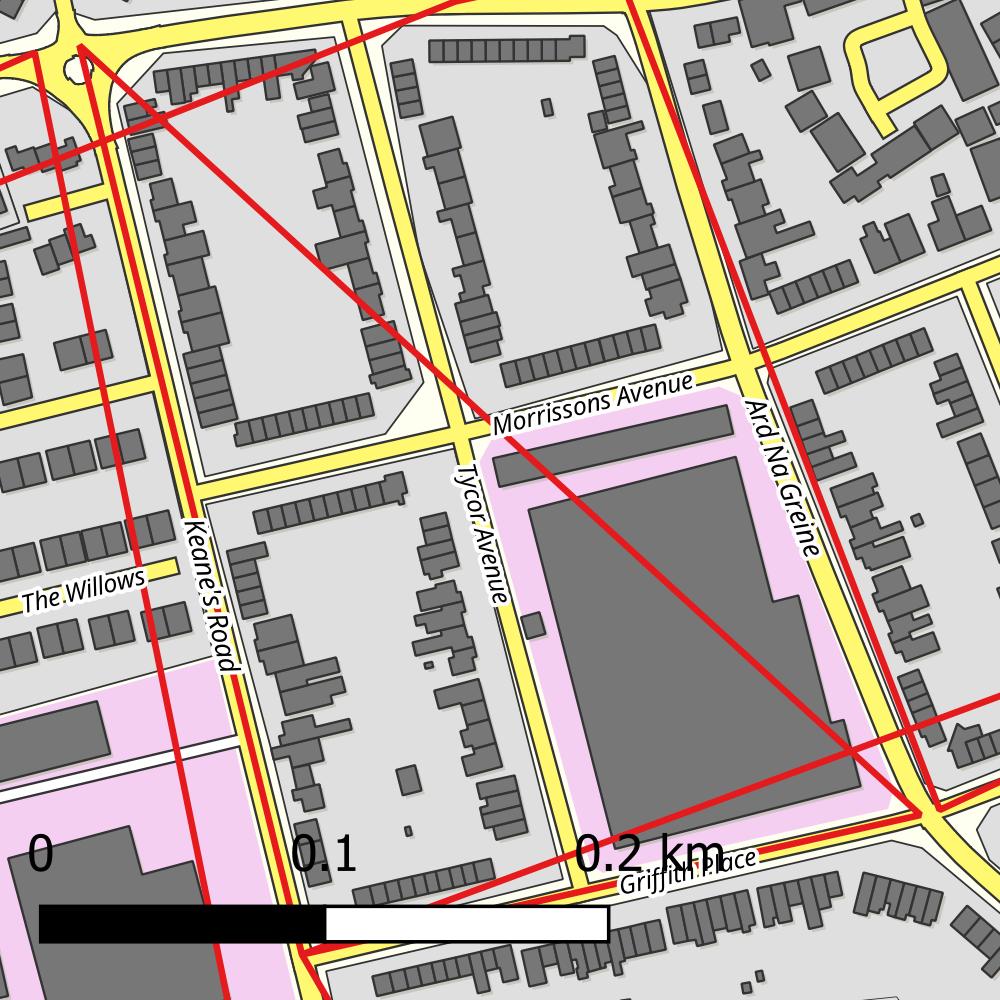 Morrissons Avenue
Ard Na Greine
Tycor Avenue
Keane's Road
The Willows
0 0.1 0.2 km
Griffith Place